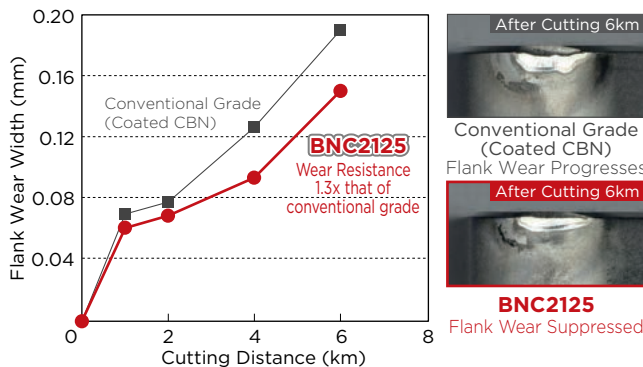 Flank Wear Width (mm)
0.20
0.16
0.12
0.08
0.04
0
2
4
6
8
Cutting Distance (km)
Conventional Grade
(Coated CBN)
BNC2125
Wear Resistance
1.3x that of
conventional grade
After Cutting 6km
Conventional Grade
(Coated CBN)
Flank Wear Progresses
After Cutting 6km
BNC2125
Flank Wear Suppressed